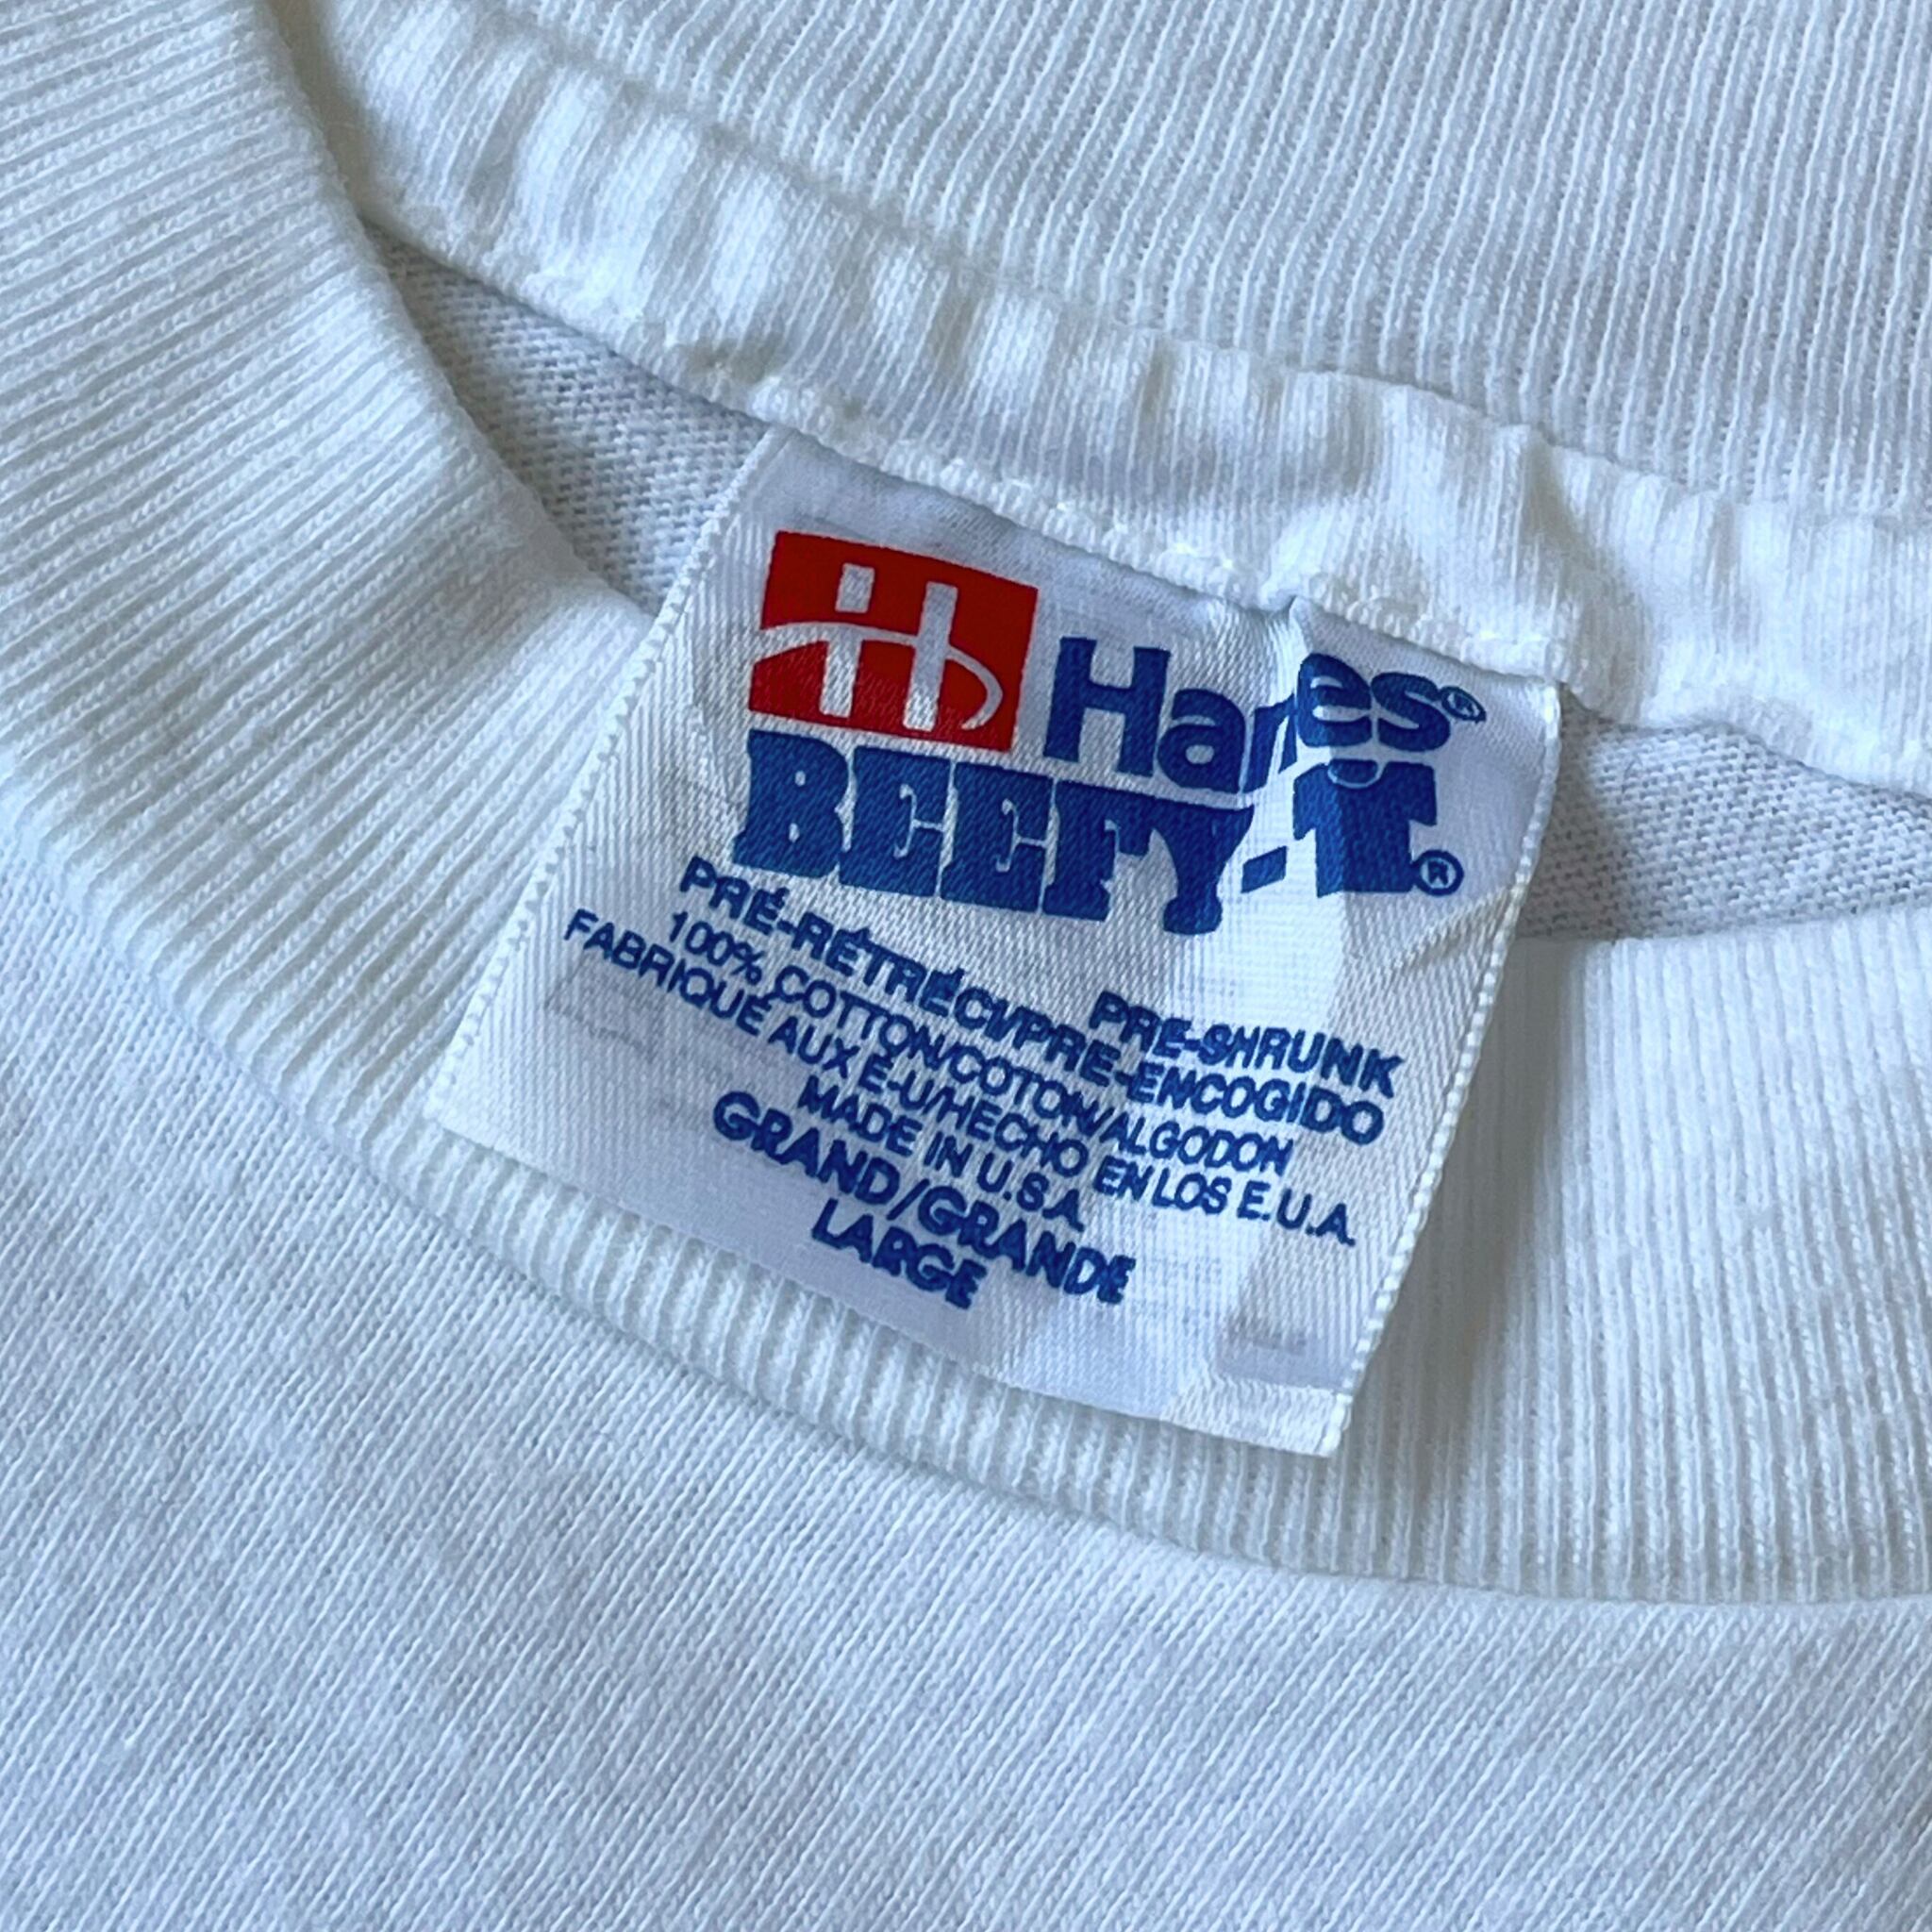 H Hanes®
BEEFY-T®
PRE-SHRUNK
PRÉ-RÉTRÉCI/PRE-ENCOGIDO
100% COTTON/COTON/ALGODON
FABRIQUÉ AUX É-U/HECHO EN LOS E.U.A.
MADE IN U.S.A.
GRAND/GRANDE
LARGE